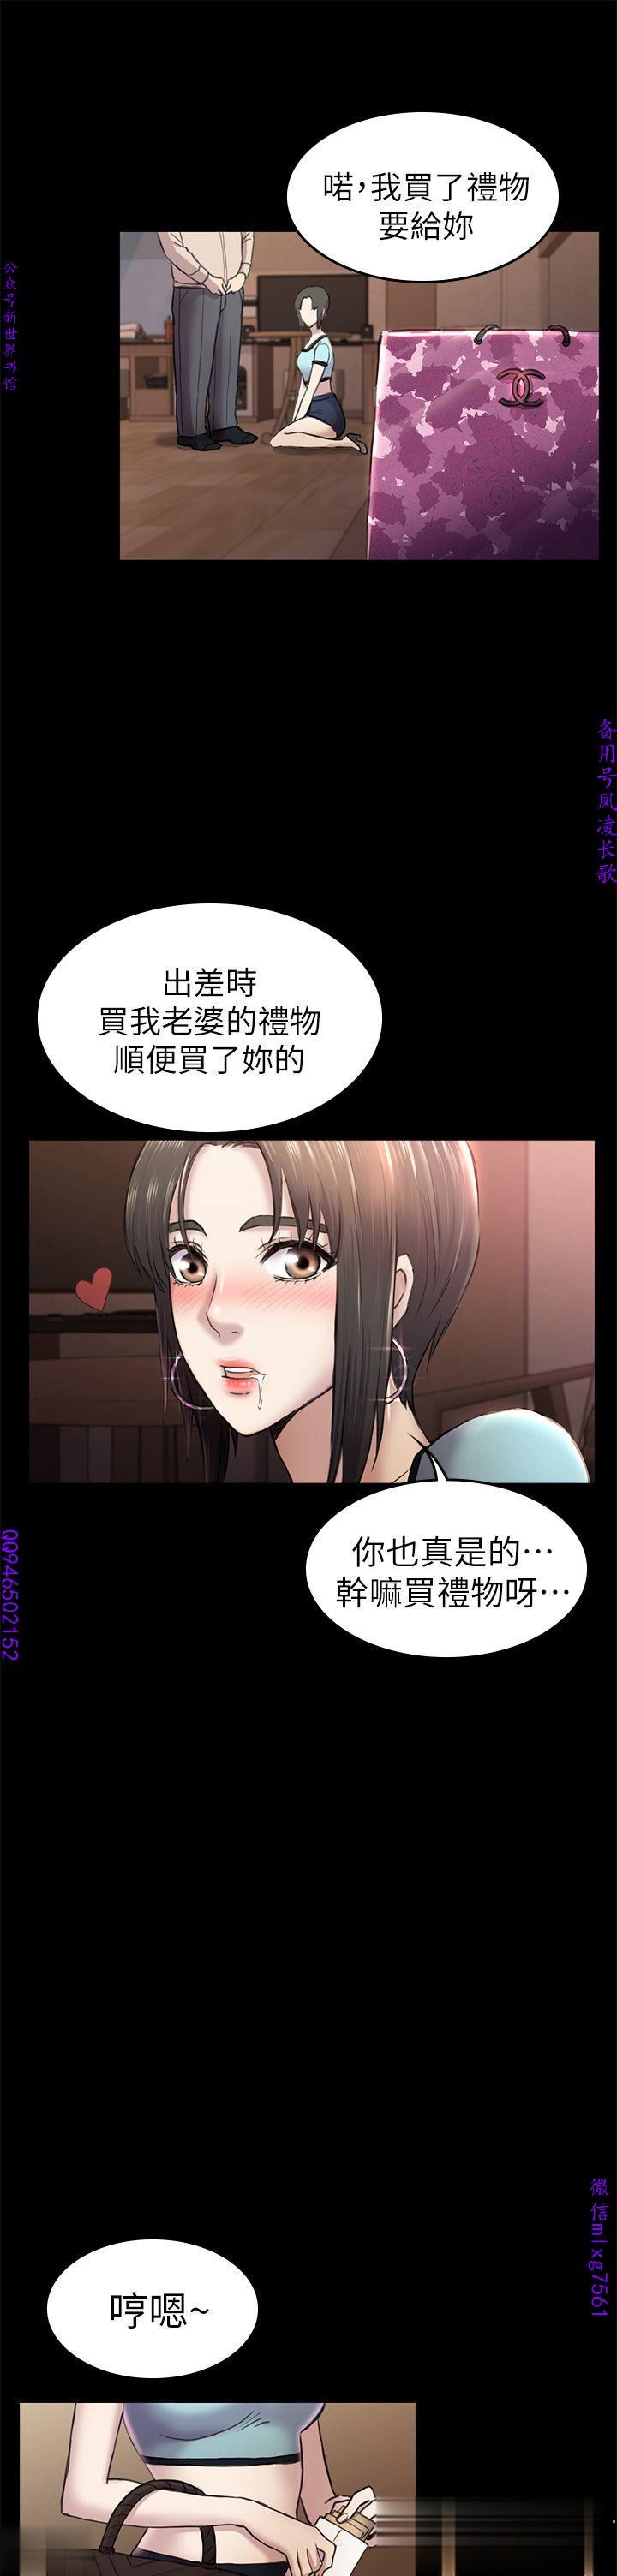 喏，我買了禮物
要給妳
公众号新世界书馆
备用号凤凌长歌
出差時
買我老婆的禮物
順便買了妳的
你也真是的…
幹嘛買禮物呀…
QQ946502152
微信mlxg7561
哼嗯~